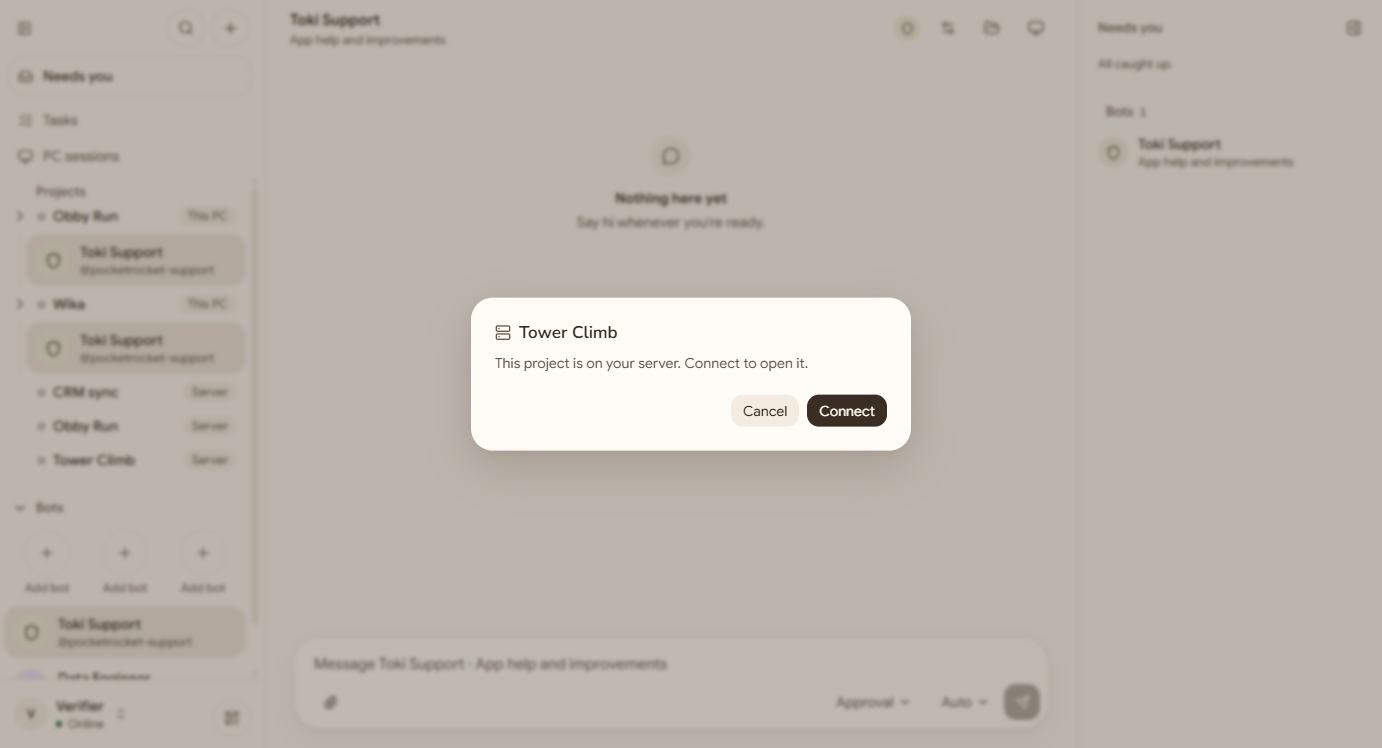 Needs you
Tasks
PC sessions
Projects
Obby Run This PC
Toki Support
@pocketrocket-support
Wika This PC
Toki Support
@pocketrocket-support
CRM sync Server
Obby Run Server
Tower Climb Server
Bots
Add bot Add bot Add bot
Toki Support
@pocketrocket-support
Data Engineer
V
Verifier
Online
Toki Support
App help and improvements
Nothing here yet
Say hi whenever you're ready.
Tower Climb
This project is on your server. Connect to open it.
Cancel Connect
Message Toki Support · App help and improvements
Approval Auto
Needs you
All caught up.
Bots 1
Toki Support
App help and improvements